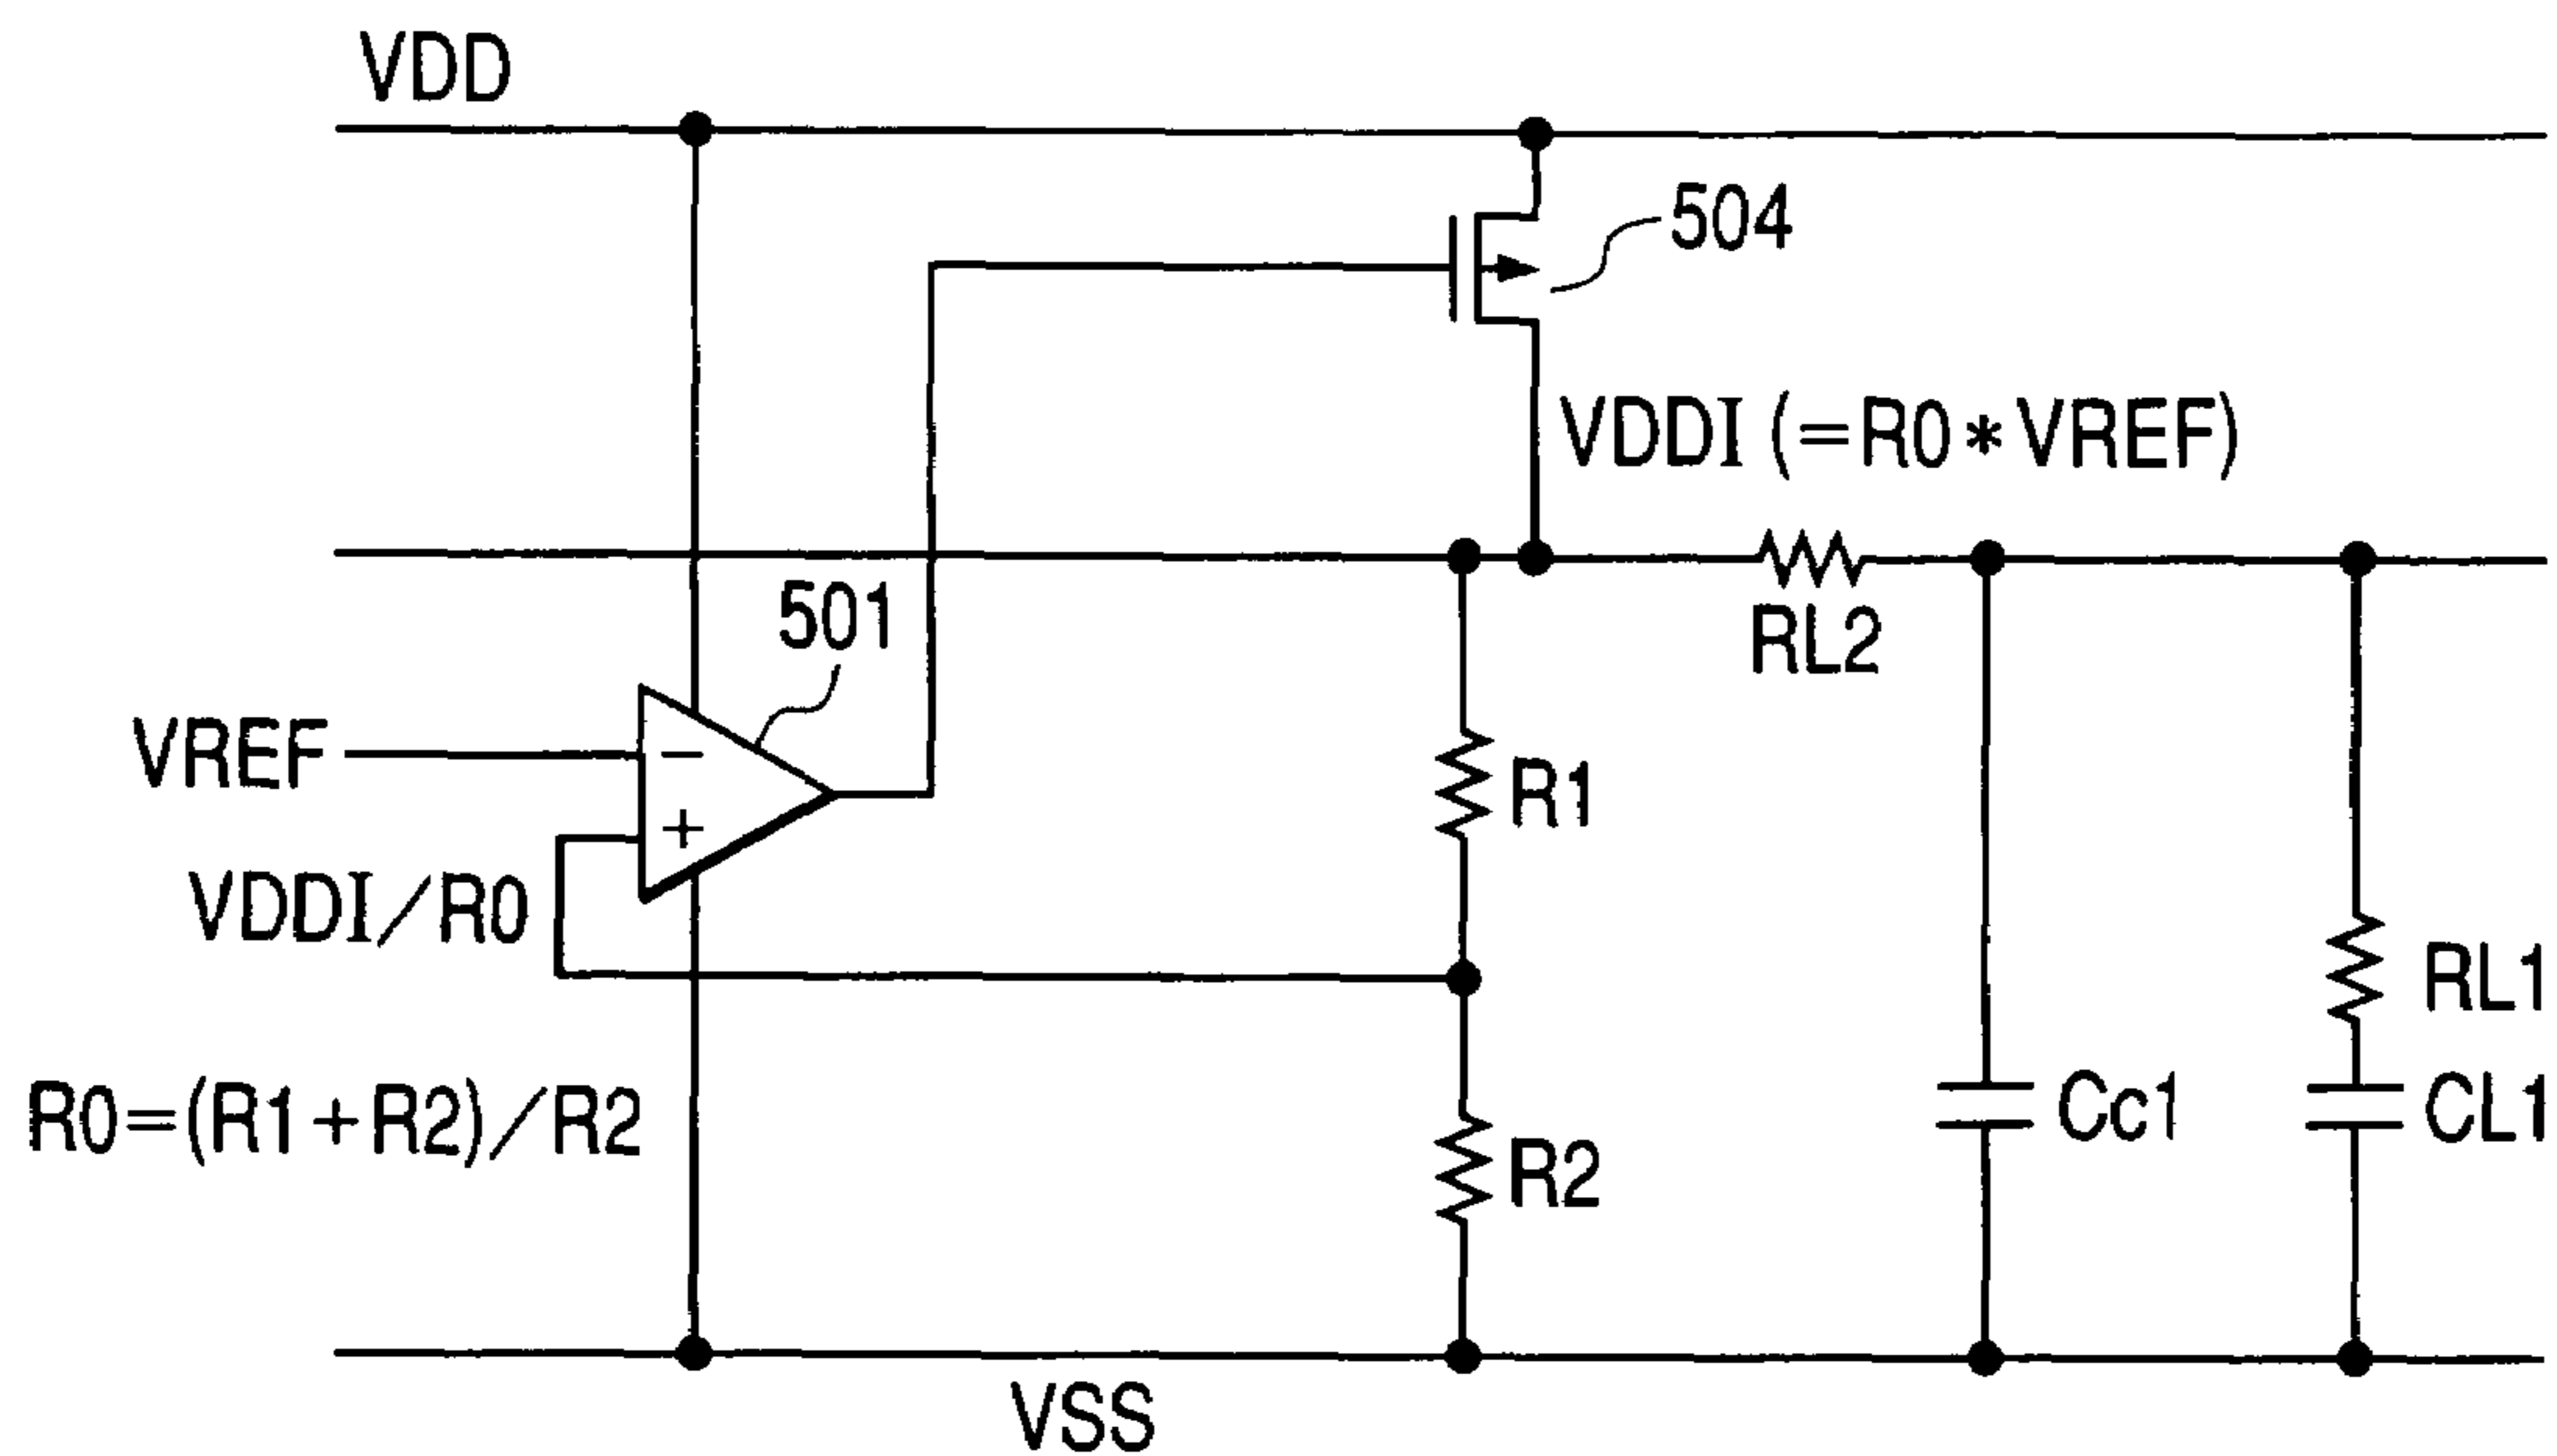 VDD
504
VDDI (=R0*VREF)
501
RL2
VREF
−
R1
+
VDDI/R0
RL1
R0=(R1+R2)/R2
Cc1
CL1
R2
VSS